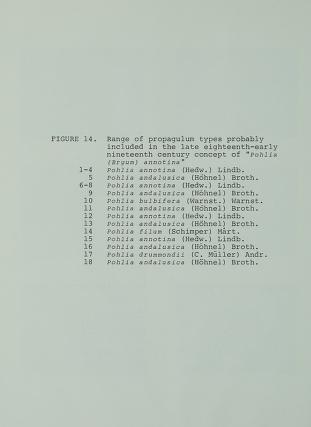 FIGURE 14. Range of propagulum types probably
included in the late eighteenth-early
nineteenth century concept of "Pohlia
(Bryum) annotina"
1-4 Pohlia annotina (Hedw.) Lindb.
5 Pohlia andalusica (Höhnel) Broth.
6-8 Pohlia annotina (Hedw.) Lindb.
9 Pohlia andalusica (Höhnel) Broth.
10 Pohlia bulbifera (Warnst.) Warnst.
11 Pohlia andalusica (Höhnel) Broth.
12 Pohlia annotina (Hedw.) Lindb.
13 Pohlia andalusica (Höhnel) Broth.
14 Pohlia filum (Schimper) Mårt.
15 Pohlia annotina (Hedw.) Lindb.
16 Pohlia andalusica (Höhnel) Broth.
17 Pohlia drummondii (C. Müller) Andr.
18 Pohlia andalusica (Höhnel) Broth.